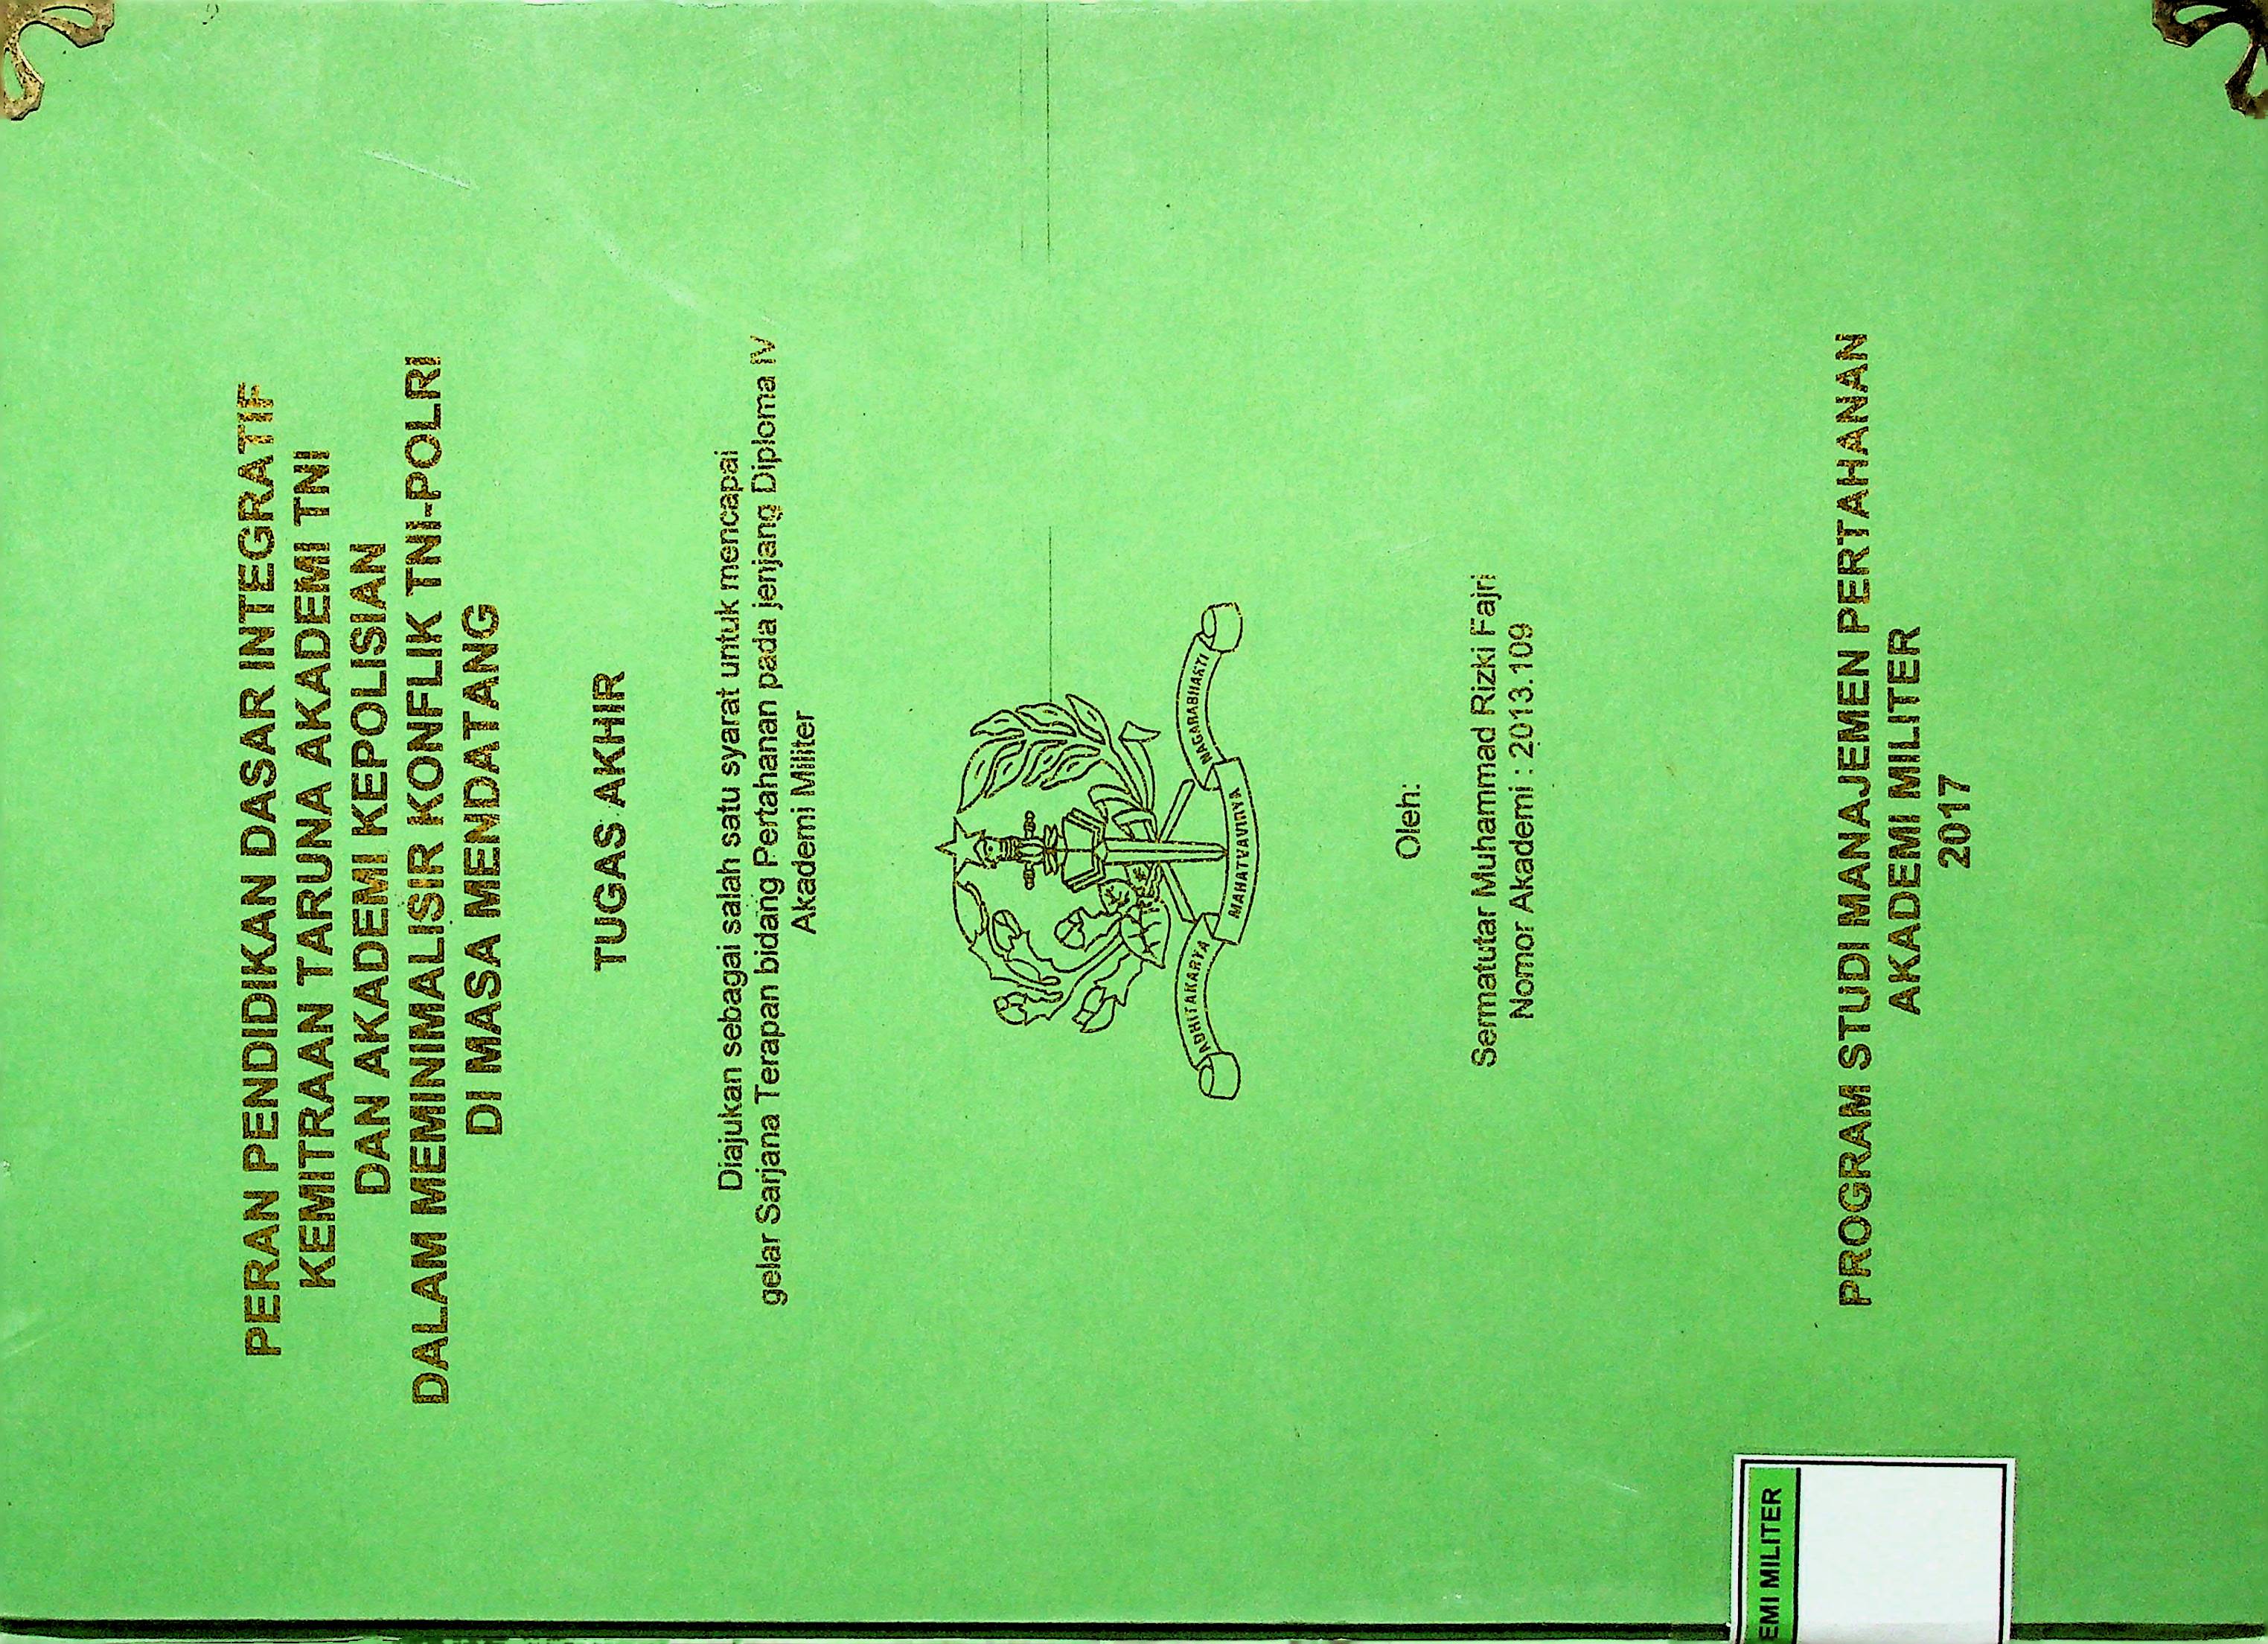 PERAN PENDIDIKAN DASAR INTEGRATIF
KEMITRAAN TARUNA AKADEMI TNI
DAN AKADEMI KEPOLISIAN
DALAM MEMINIMALISIR KONFLIK TNI-POLRI
DI MASA MENDATANG
TUGAS AKHIR
Diajukan sebagai salah satu syarat untuk mencapai
gelar Sarjana Terapan bidang Pertahanan pada jenjang Diploma IV
Akademi Militer
ADHITAKARYA MAHATVAVIRYA NAGARABHAKTI
Oleh:
Sermatutar Muhammad Rizki Fajri
Nomor Akademi : 2013.109
PROGRAM STUDI MANAJEMEN PERTAHANAN
AKADEMI MILITER
2017
EMI MILITER